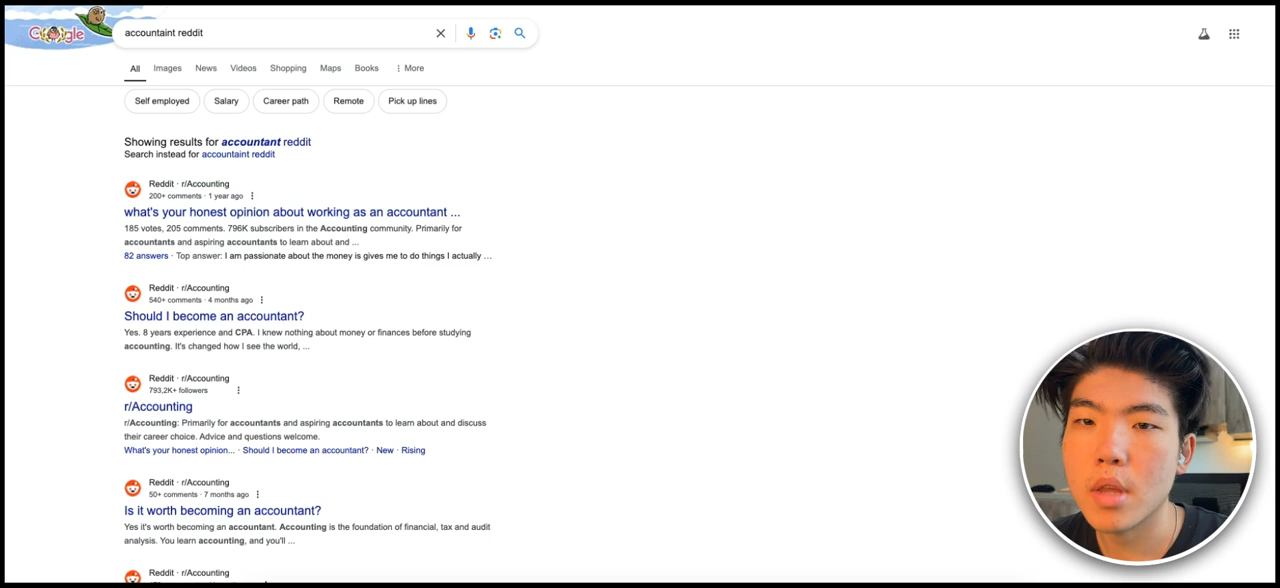 Google
accountaint reddit
All Images News Videos Shopping Maps Books More
Self employed Salary Career path Remote Pick up lines
Showing results for accountant reddit
Search instead for accountaint reddit
Reddit · r/Accounting
200+ comments · 1 year ago
what's your honest opinion about working as an accountant ...
185 votes, 205 comments. 796K subscribers in the Accounting community. Primarily for
accountants and aspiring accountants to learn about and ...
82 answers · Top answer: I am passionate about the money is gives me to do things I actually ...
Reddit · r/Accounting
540+ comments · 4 months ago
Should I become an accountant?
Yes. 8 years experience and CPA. I knew nothing about money or finances before studying
accounting. It's changed how I see the world, ...
Reddit · r/Accounting
793,2K+ followers
r/Accounting
r/Accounting: Primarily for accountants and aspiring accountants to learn about and discuss
their career choice. Advice and questions welcome.
What's your honest opinion... · Should I become an accountant? · New · Rising
Reddit · r/Accounting
50+ comments · 7 months ago
Is it worth becoming an accountant?
Yes it's worth becoming an accountant. Accounting is the foundation of financial, tax and audit
analysis. You learn accounting, and you'll ...
Reddit · r/Accounting